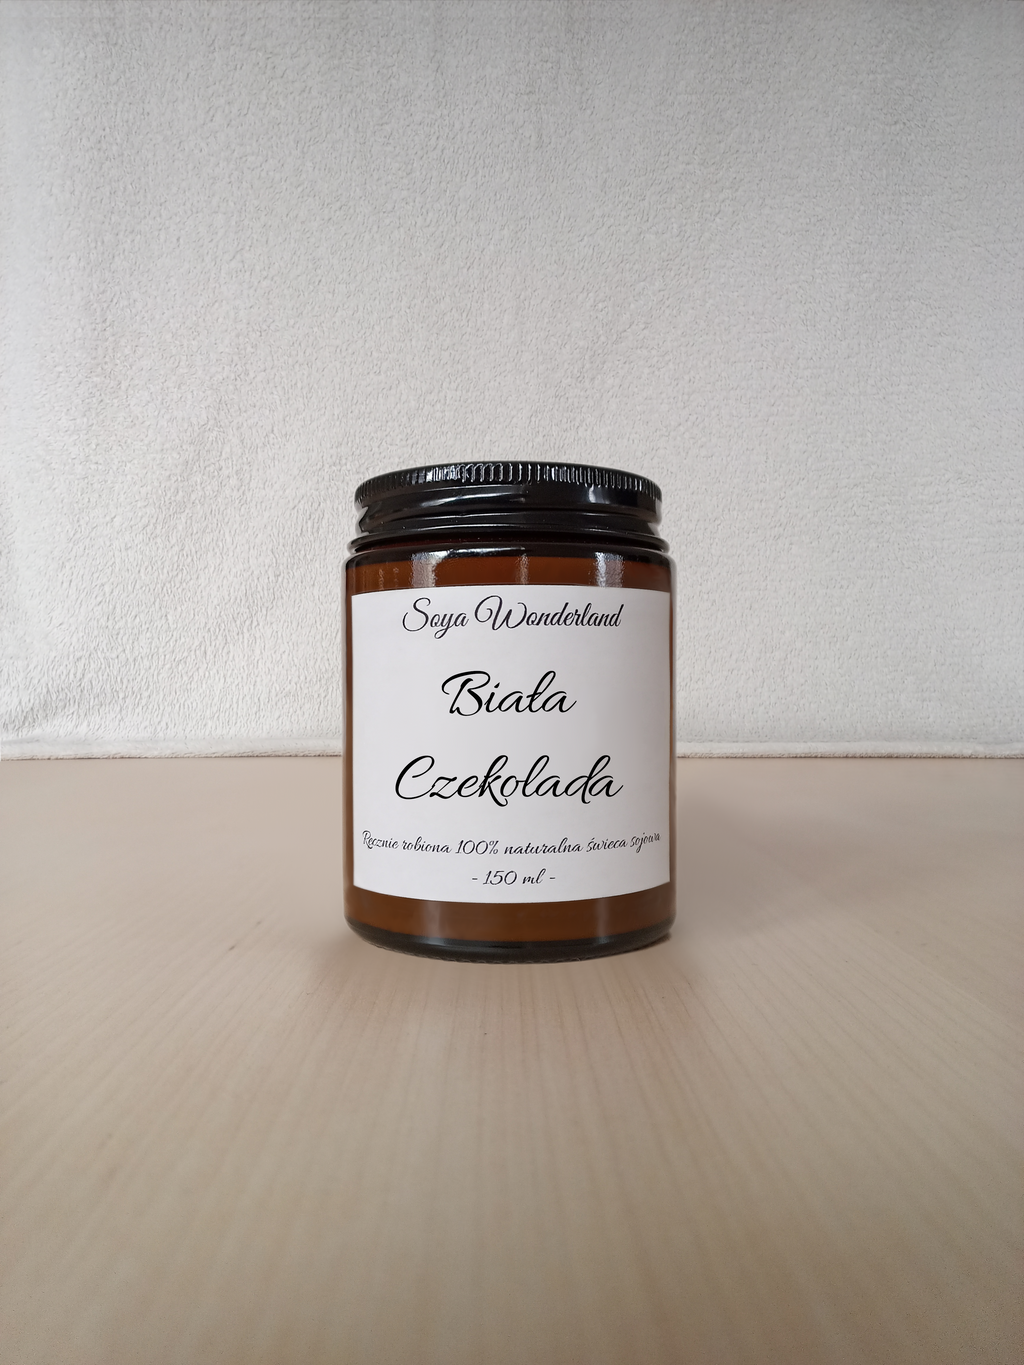 Soya Wonderland
Biała
Czekolada
Ręcznie robiona 100% naturalna świeca sojowa
- 150 ml -